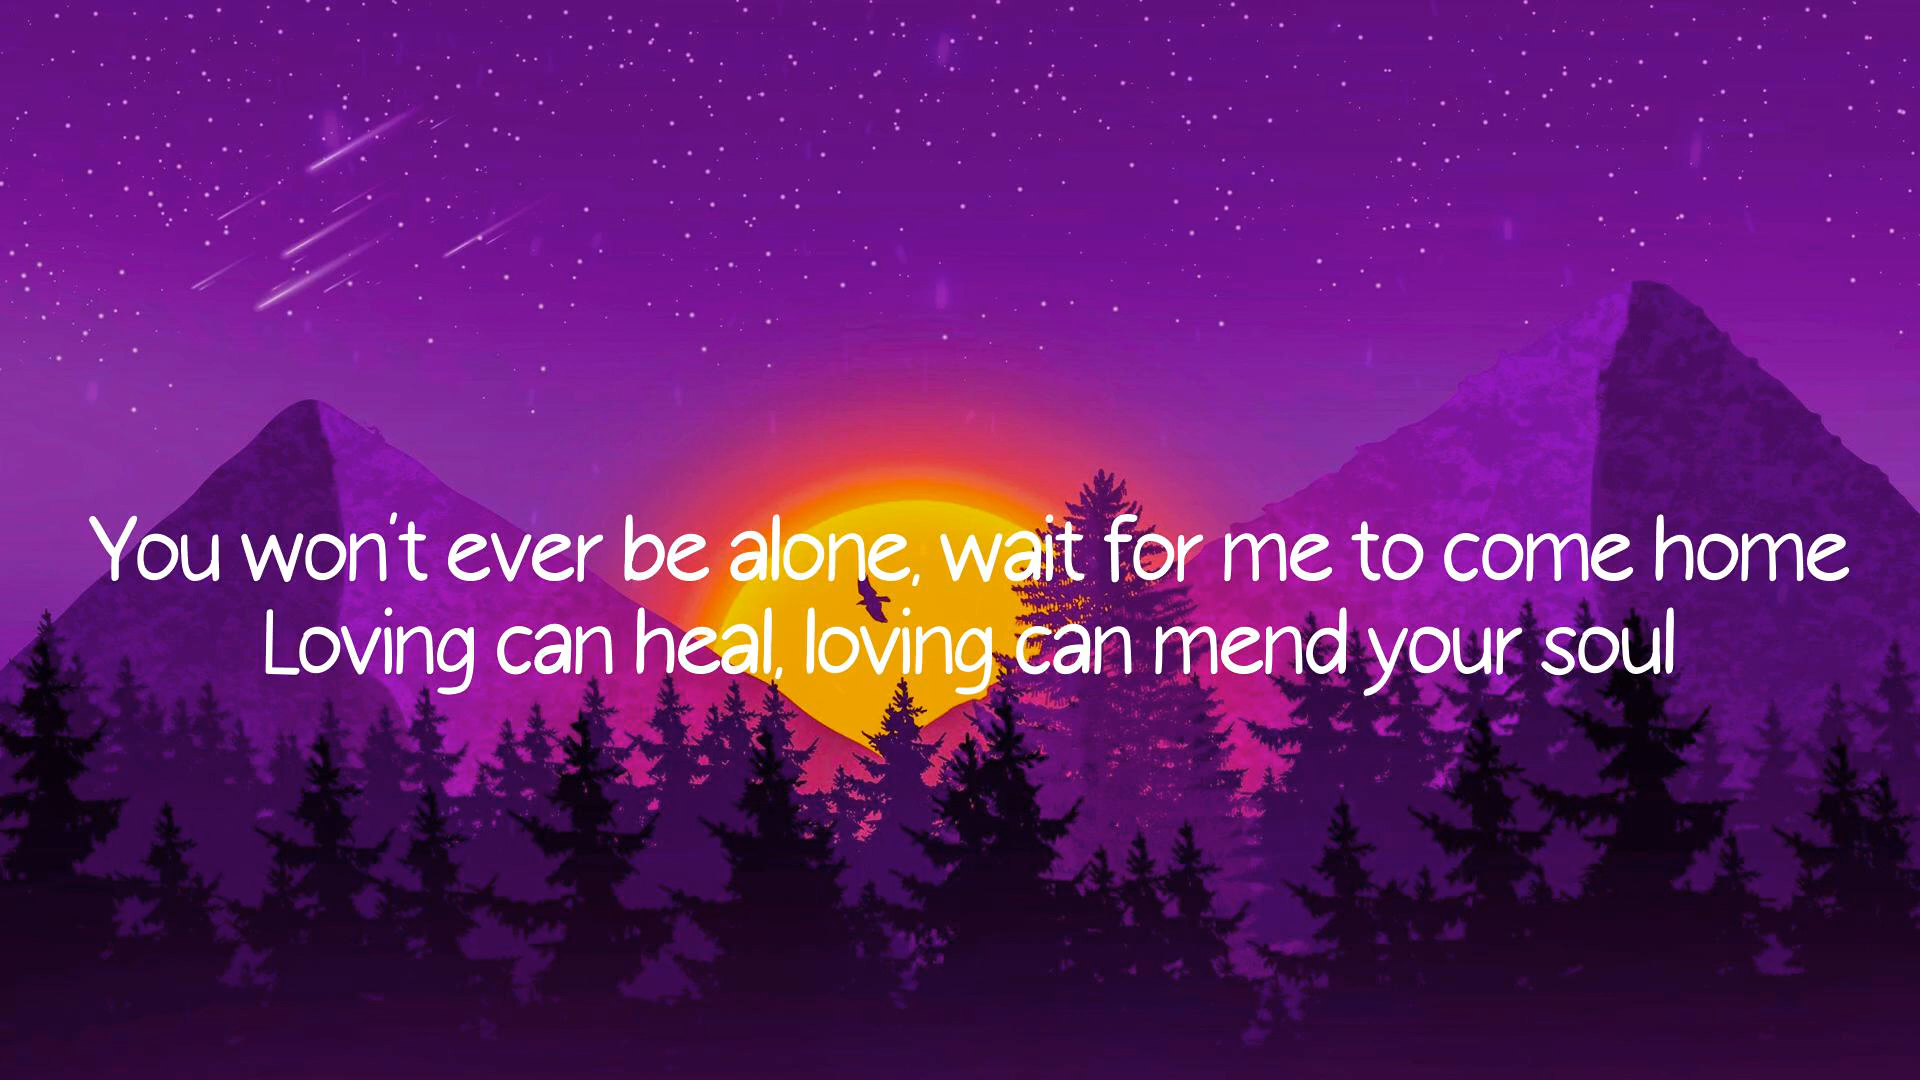 You won't ever be alone, wait for me to come home
Loving can heal, loving can mend your soul